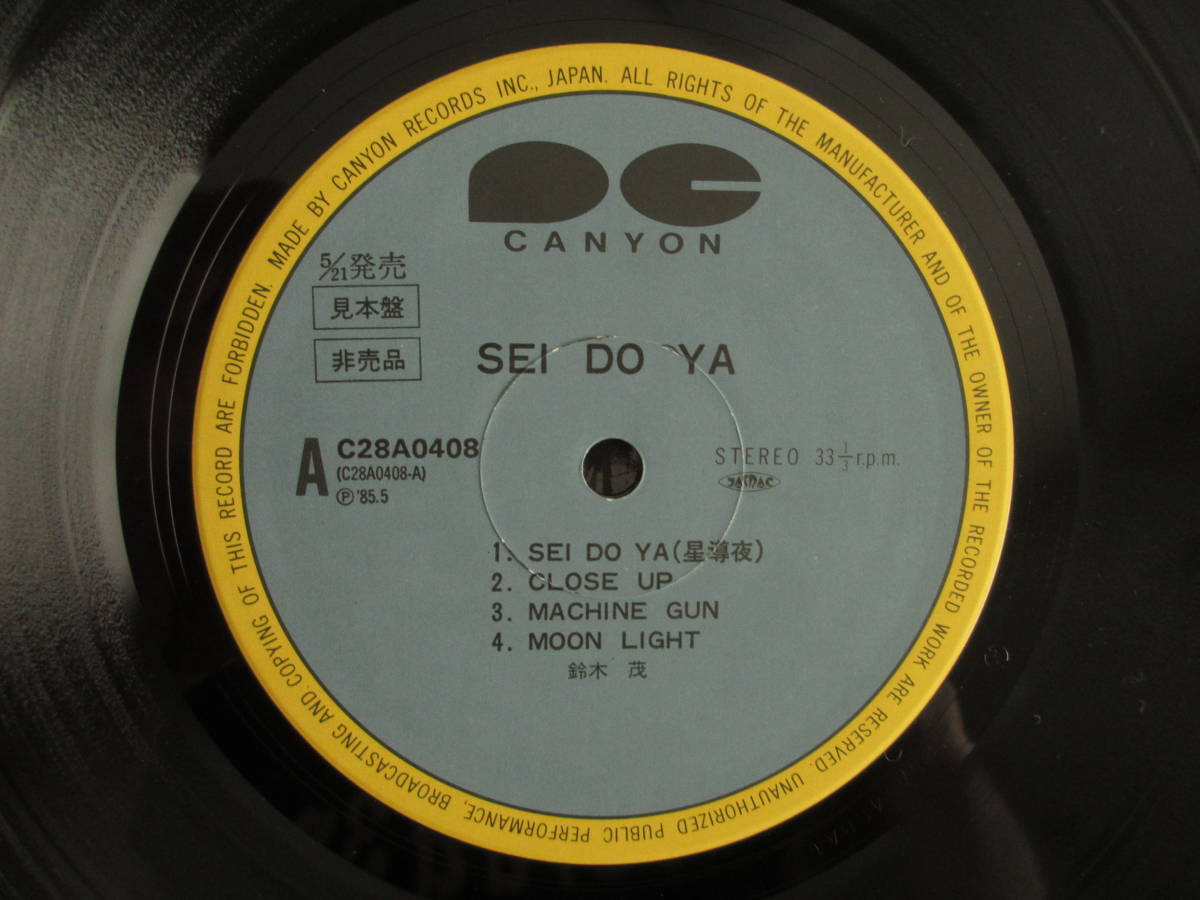 MADE BY CANYON RECORDS INC., JAPAN. ALL RIGHTS OF THE MANUFACTURER AND OF THE OWNER OF THE RECORDED WORK ARE RESERVED. UNAUTHORIZED PUBLIC PERFORMANCE, BROADCASTING AND COPYING OF THIS RECORD ARE FORBIDDEN.
CANYON
5/21発売
見本盤
非売品
SEI DO YA
A C28A0408
(C28A0408-A)
Ⓟ'85.5
STEREO 33 1/3 r.p.m.
JASRAC
1. SEI DO YA(星導夜)
2. CLOSE UP
3. MACHINE GUN
4. MOON LIGHT
鈴木 茂